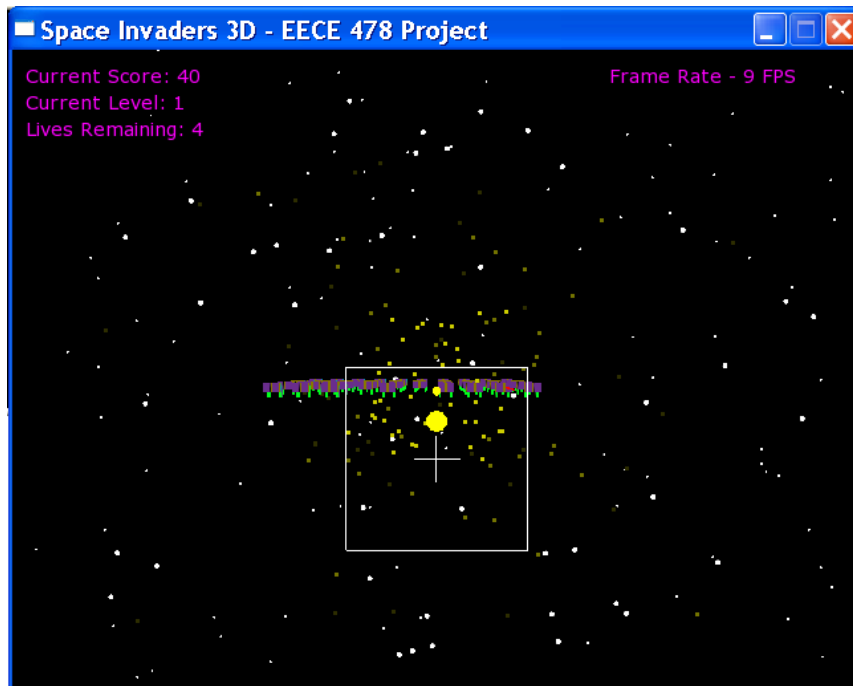 Space Invaders 3D - EECE 478 Project
Current Score: 40
Frame Rate - 9 FPS
Current Level: 1
Lives Remaining: 4